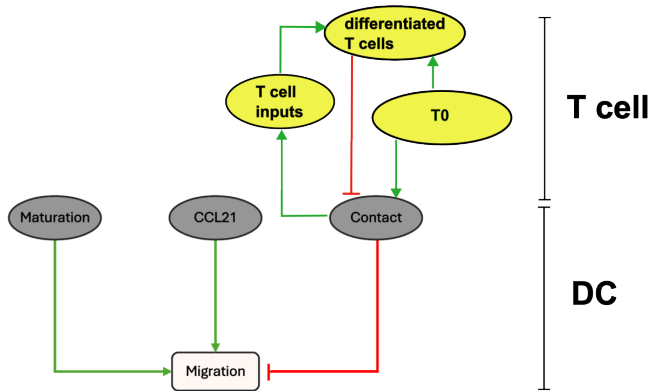 differentiated
T cells
T cell
inputs
T0
T cell
Maturation
CCL21
Contact
DC
Migration